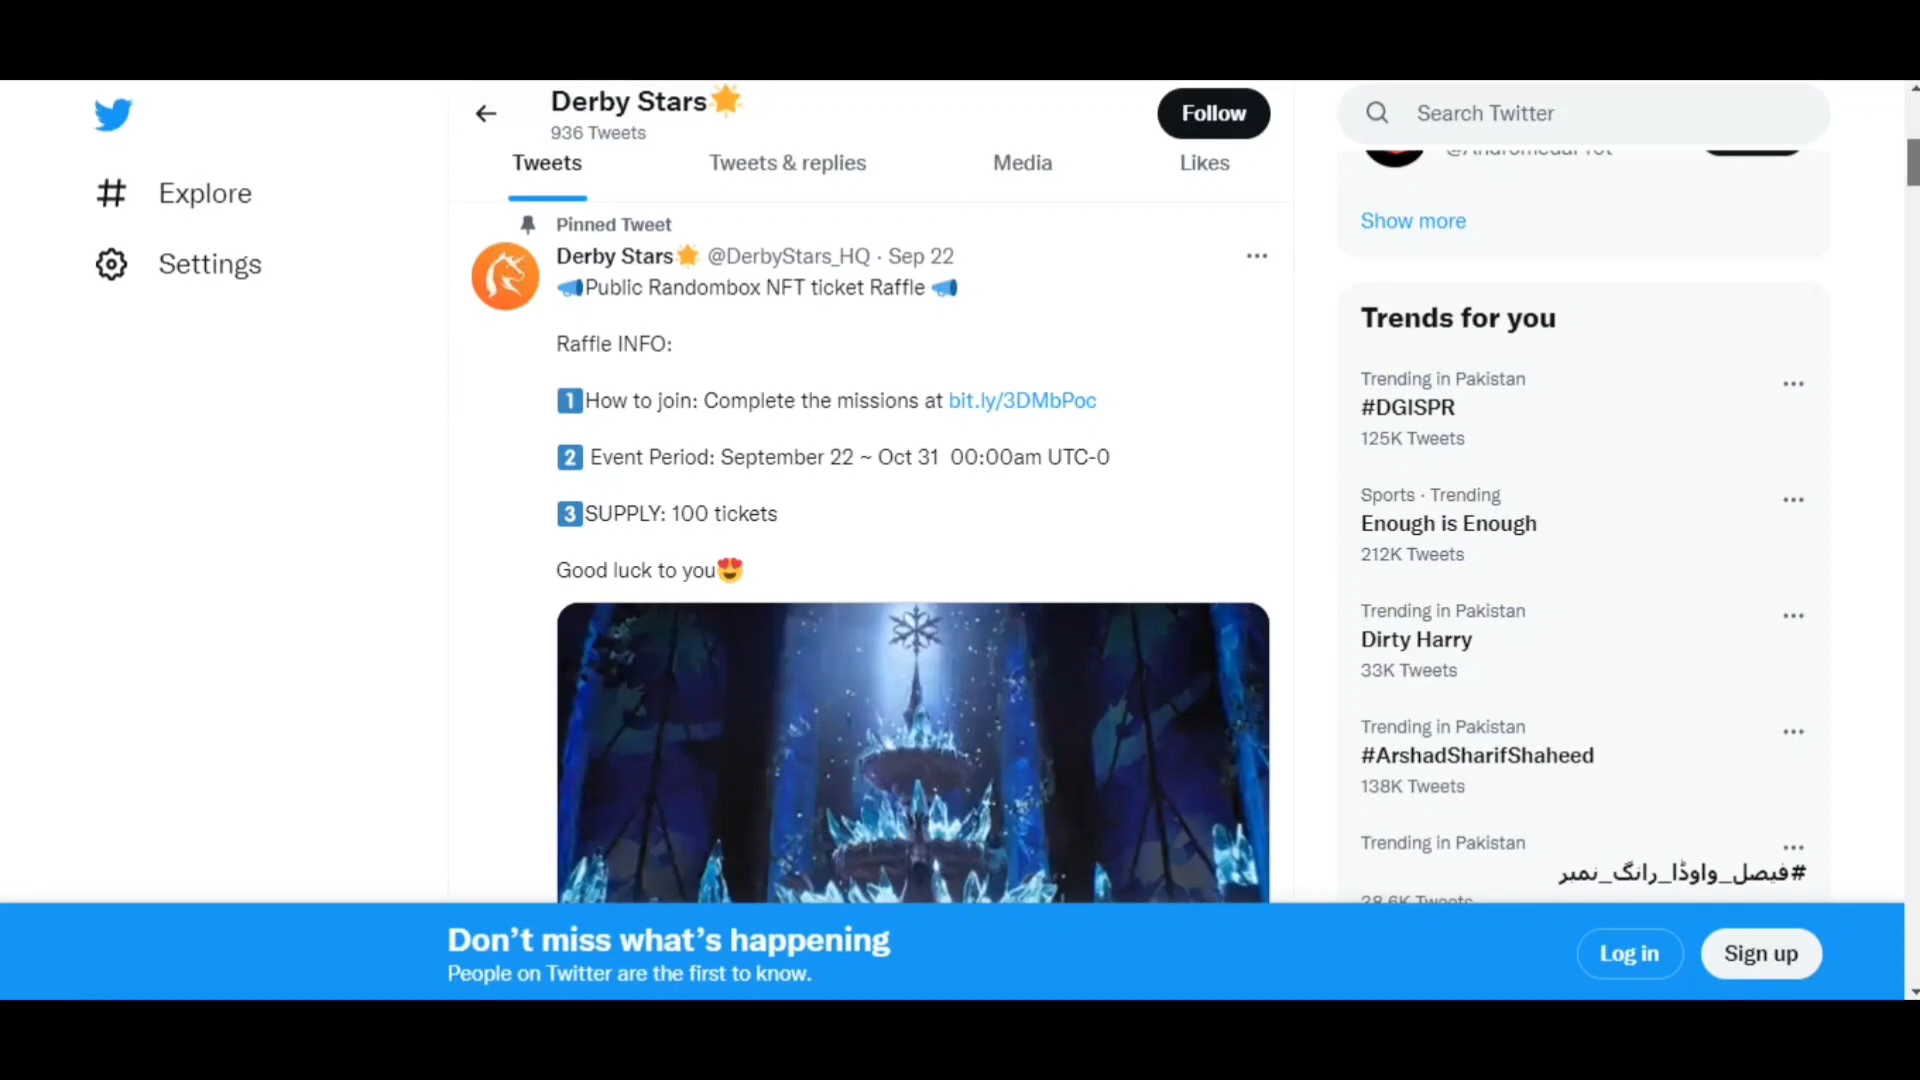 Explore
Settings
Derby Stars🌟
936 Tweets
Follow
Tweets
Tweets & replies
Media
Likes
Pinned Tweet
Derby Stars🌟 @DerbyStars_HQ · Sep 22
📢Public Randombox NFT ticket Raffle 📢
Raffle INFO:
1️⃣How to join: Complete the missions at bit.ly/3DMbPoc
2️⃣ Event Period: September 22 ~ Oct 31 00:00am UTC-0
3️⃣SUPPLY: 100 tickets
Good luck to you😍
Search Twitter
Show more
Trends for you
Trending in Pakistan
#DGISPR
125K Tweets
Sports · Trending
Enough is Enough
212K Tweets
Trending in Pakistan
Dirty Harry
33K Tweets
Trending in Pakistan
#ArshadSharifShaheed
138K Tweets
Trending in Pakistan
#فیصل_واوڈا_رانگ_نمبر
Don’t miss what’s happening
People on Twitter are the first to know.
Log in
Sign up